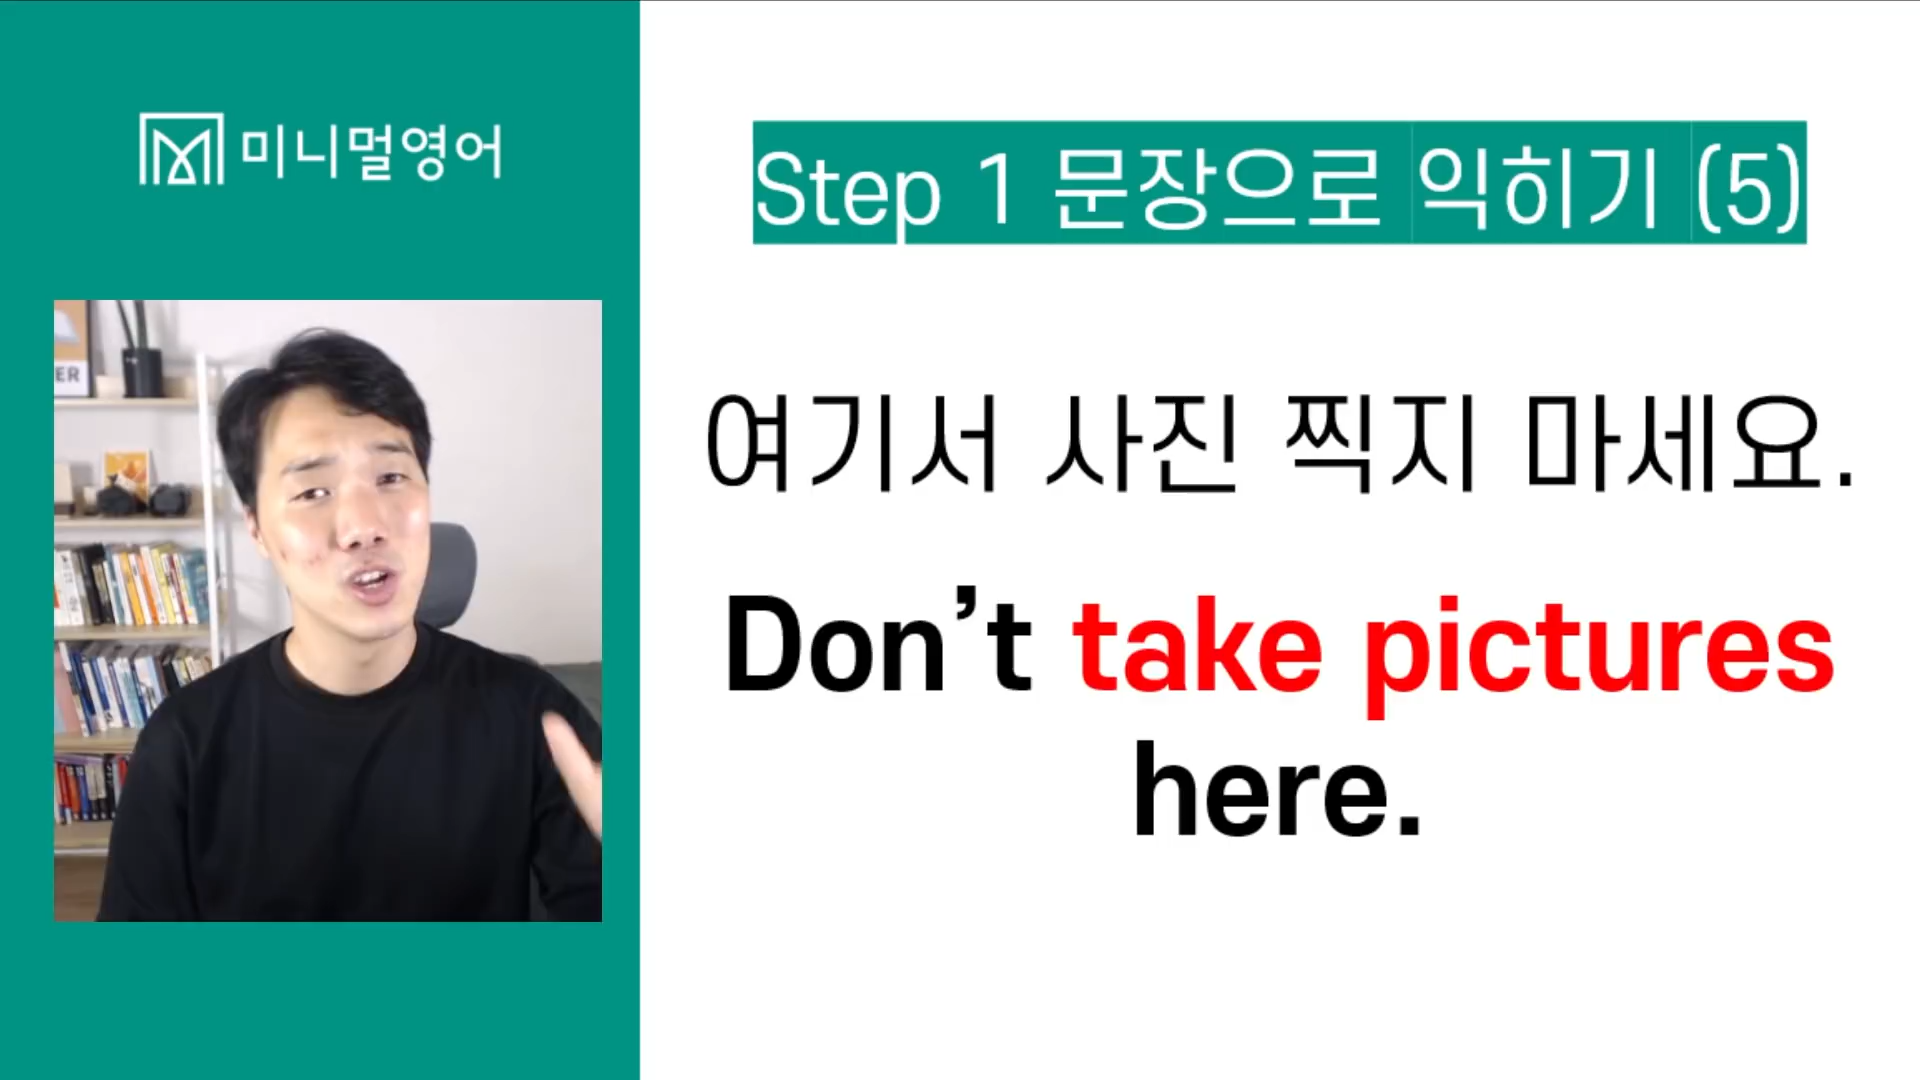 미니멀영어
Step 1 문장으로 익히기 (5)
ER
여기서 사진 찍지 마세요.
Don't take pictures
here.